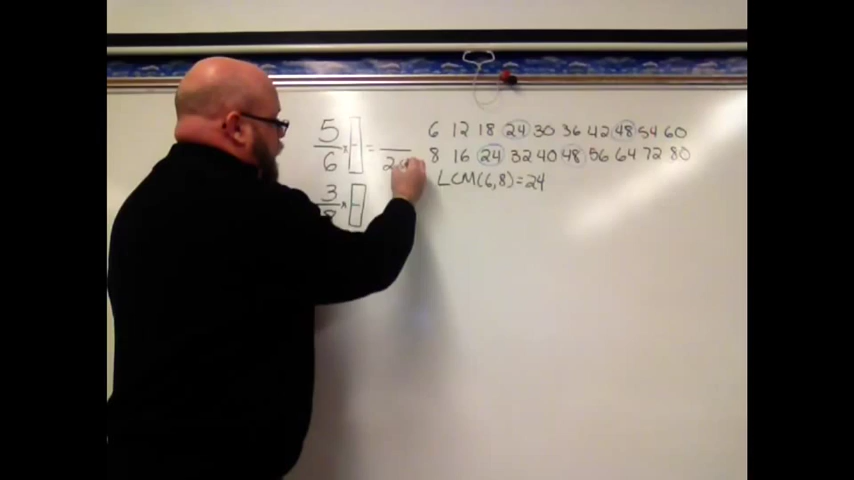 6 12 18 24 30 36 42 48 54 60
8 16 24 32 40 48 56 64 72 80
LCM(6,8)=24
5/6 × =
3/8 ×